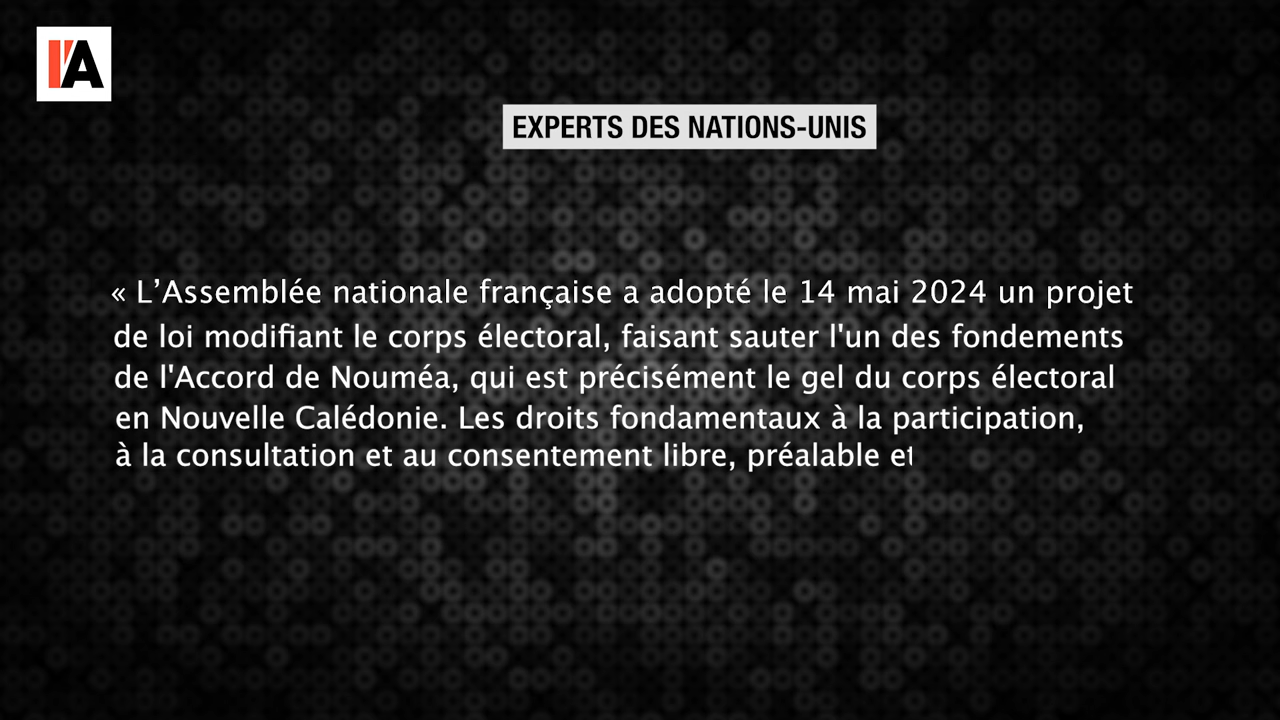 I'A
EXPERTS DES NATIONS-UNIS
« L’Assemblée nationale française a adopté le 14 mai 2024 un projet
de loi modifiant le corps électoral, faisant sauter l'un des fondements
de l'Accord de Nouméa, qui est précisément le gel du corps électoral
en Nouvelle Calédonie. Les droits fondamentaux à la participation,
à la consultation et au consentement libre, préalable et